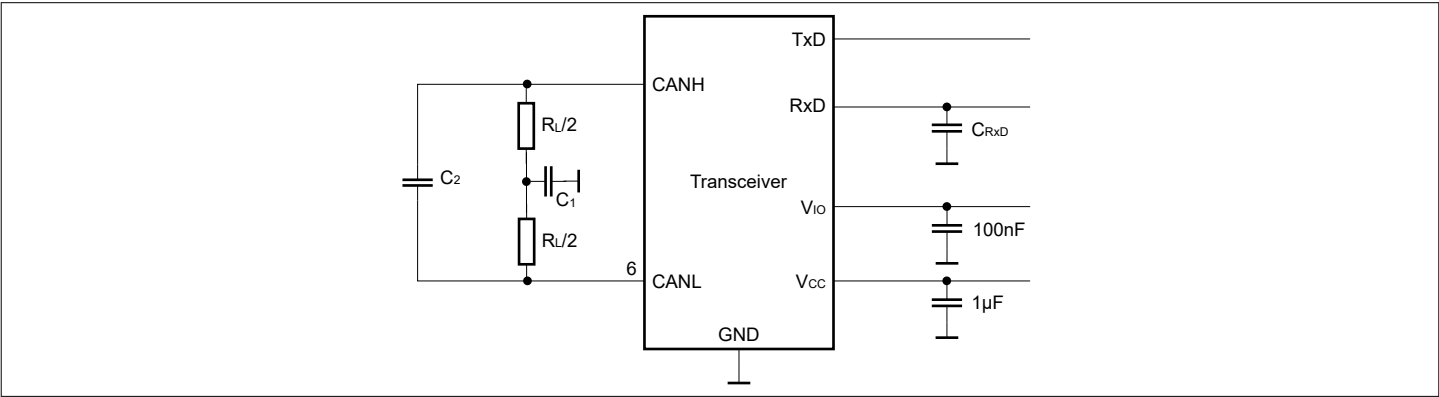 TxD
CANH
RxD
RL/2
CRxD
C2
Transceiver
C1
VIO
100nF
RL/2
6
CANL
VCC
1µF
GND